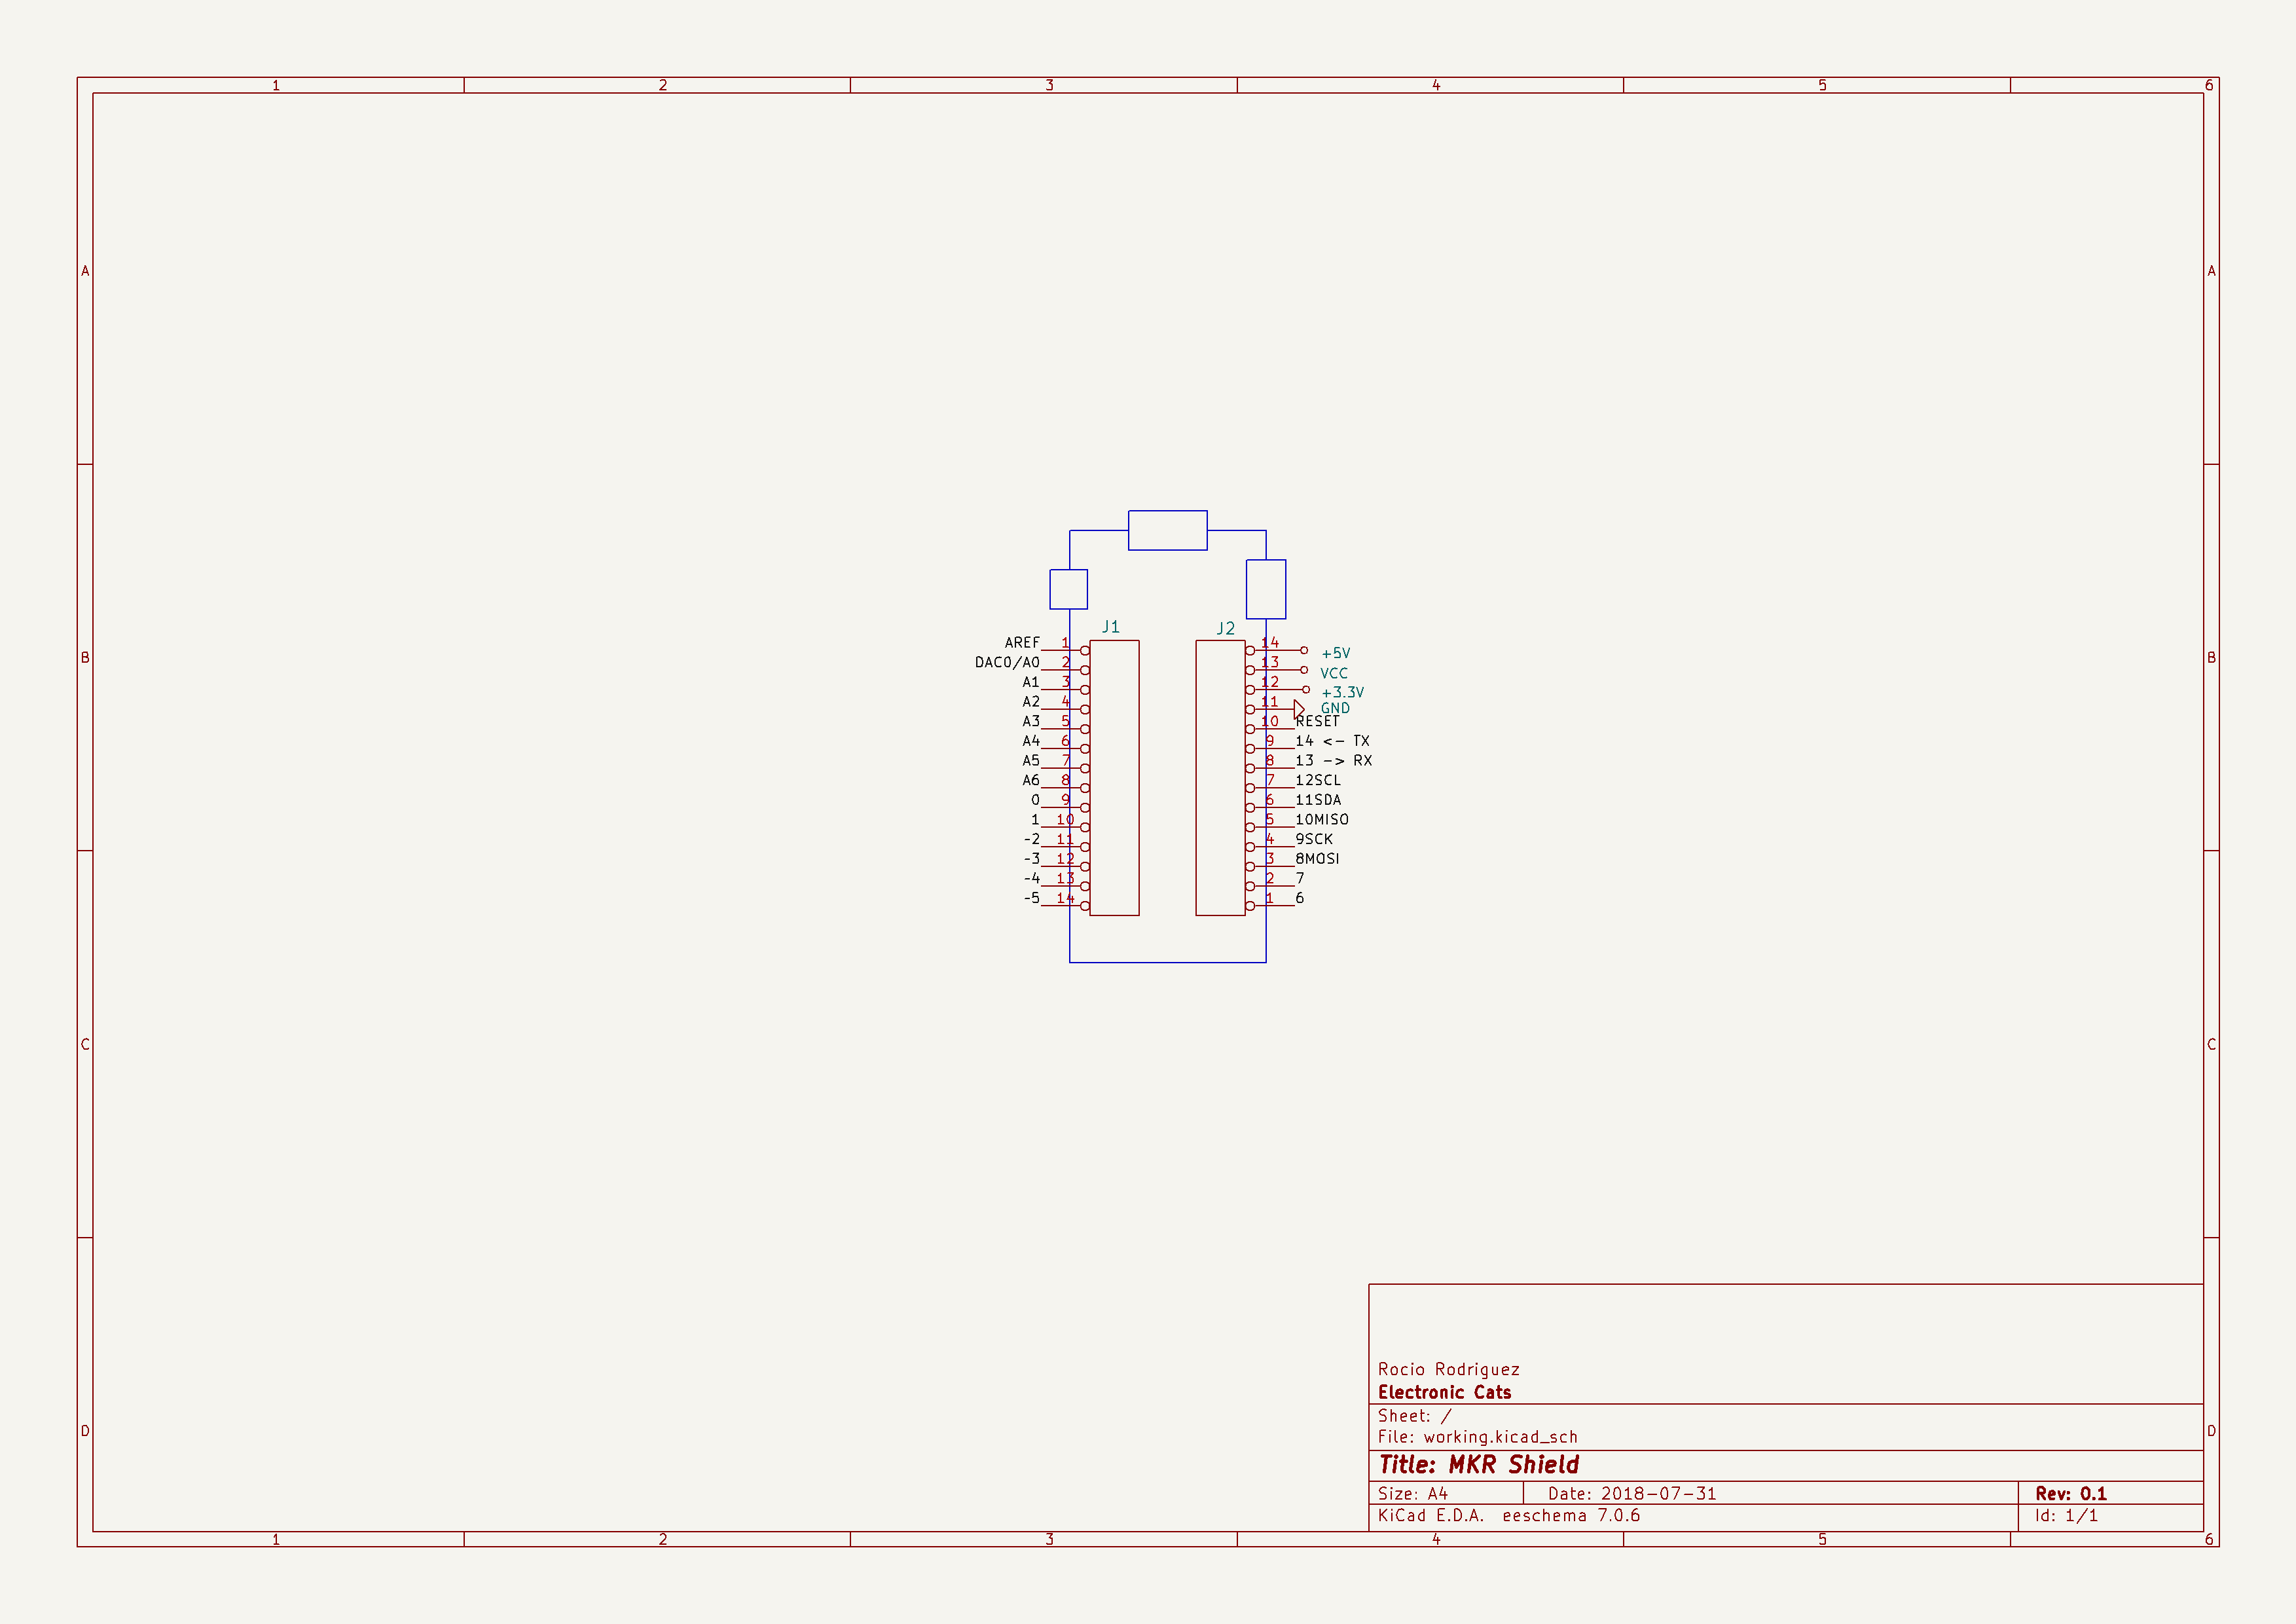 1 2 3 4 5 6
A A
J1 J2
AREF 1 14 +5V
DAC0/A0 2 13 VCC
A1 3 12 +3.3V
A2 4 11 GND
A3 5 10 RESET
A4 6 9 14 <- TX
A5 7 8 13 -> RX
A6 8 7 12SCL
0 9 6 11SDA
1 10 5 10MISO
-2 11 4 9SCK
-3 12 3 8MOSI
-4 13 2 7
-5 14 1 6
B B
C C
Rocio Rodriguez
Electronic Cats
Sheet: /
File: working.kicad_sch
D D
Title: MKR Shield
Size: A4 Date: 2018-07-31 Rev: 0.1
KiCad E.D.A. eeschema 7.0.6 Id: 1/1
1 2 3 4 5 6